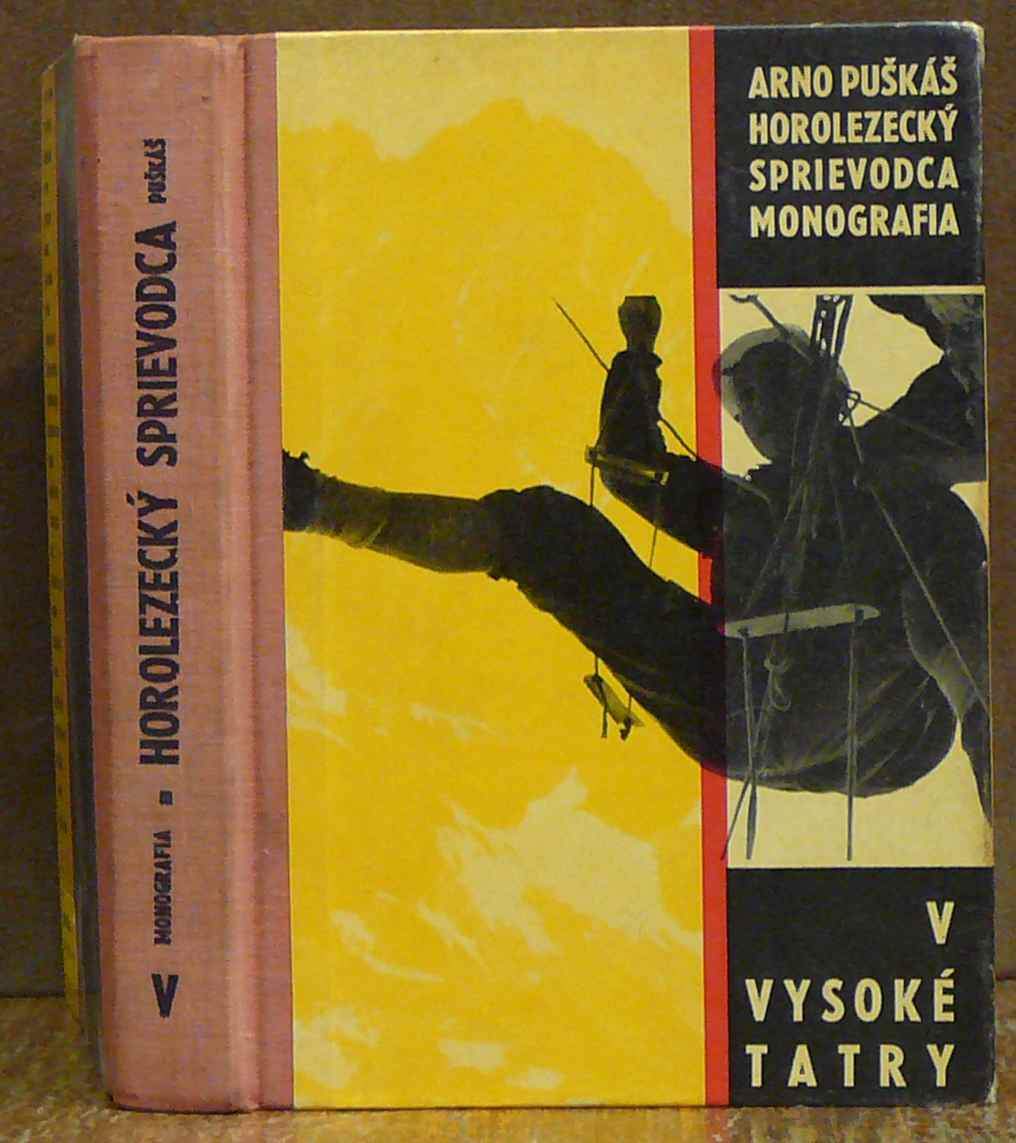 V MONOGRAFIA HOROLEZECKÝ SPRIEVODCA PUŠKÁŠ
ARNO PUŠKÁŠ
HOROLEZECKÝ
SPRIEVODCA
MONOGRAFIA
V
VYSOKÉ
TATRY